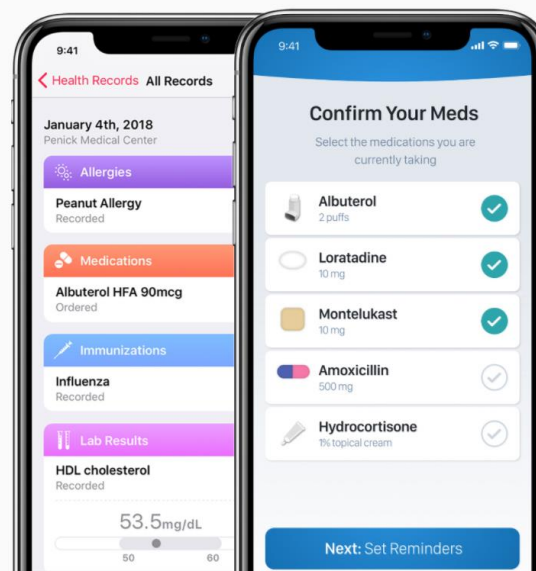 9:41
Health Records All Records
January 4th, 2018
Penick Medical Center
Allergies
Peanut Allergy
Recorded
Medications
Albuterol HFA 90mcg
Ordered
Immunizations
Influenza
Recorded
Lab Results
HDL cholesterol
Recorded
53.5mg/dL
50 60
9:41
Confirm Your Meds
Select the medications you are
currently taking
Albuterol
2 puffs
Loratadine
10 mg
Montelukast
10 mg
Amoxicillin
500 mg
Hydrocortisone
1% topical cream
Next: Set Reminders